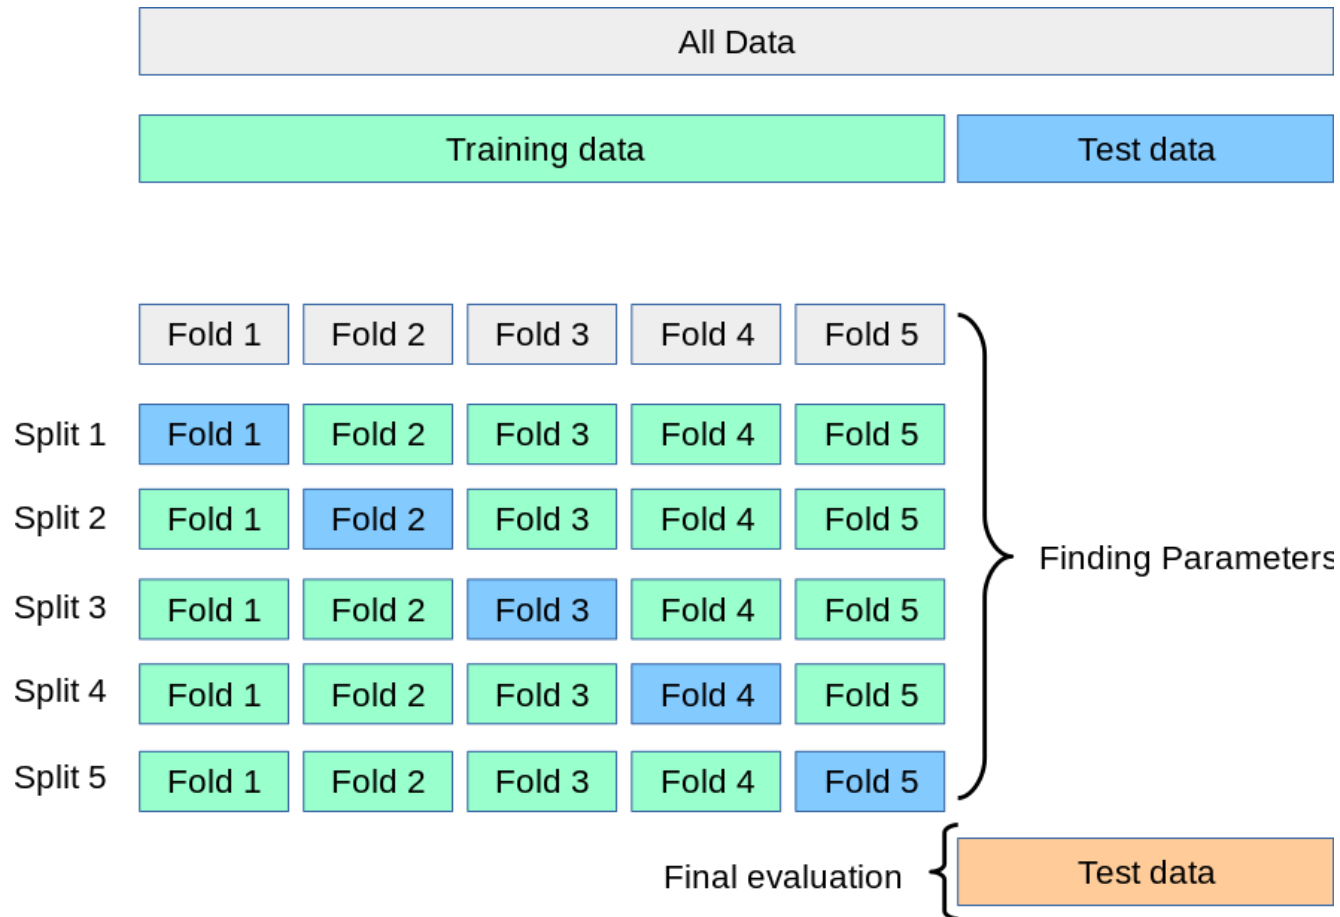 All Data
Training data Test data
Fold 1 Fold 2 Fold 3 Fold 4 Fold 5
Split 1 Fold 1 Fold 2 Fold 3 Fold 4 Fold 5
Split 2 Fold 1 Fold 2 Fold 3 Fold 4 Fold 5
Finding Parameters
Split 3 Fold 1 Fold 2 Fold 3 Fold 4 Fold 5
Split 4 Fold 1 Fold 2 Fold 3 Fold 4 Fold 5
Split 5 Fold 1 Fold 2 Fold 3 Fold 4 Fold 5
Final evaluation Test data